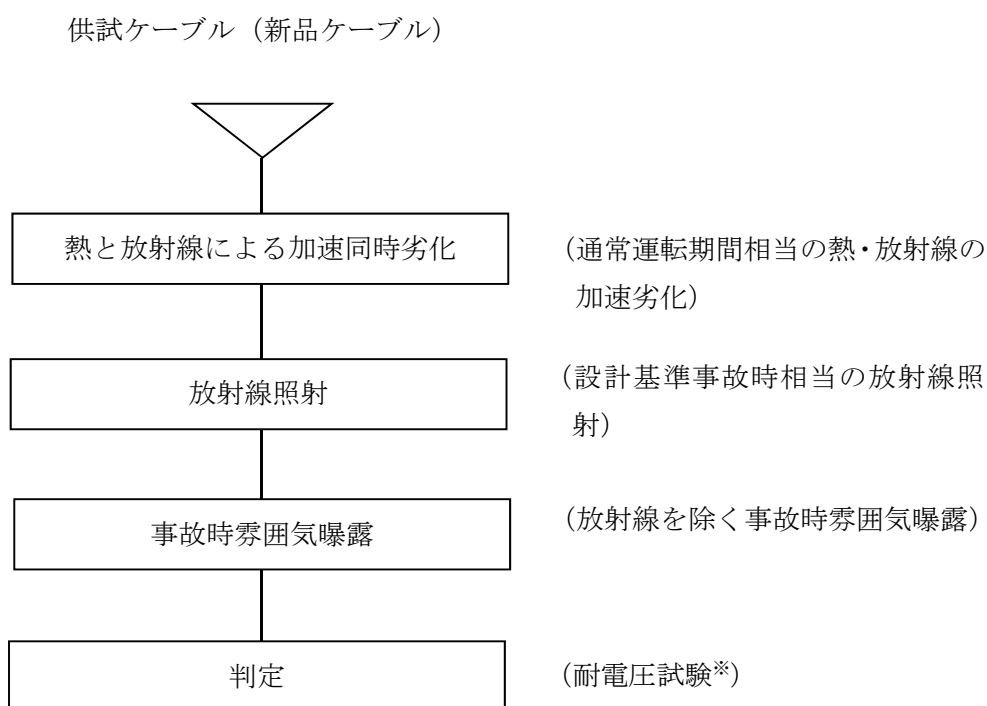 供試ケーブル（新品ケーブル）
熱と放射線による加速同時劣化
（通常運転期間相当の熱・放射線の
加速劣化）
放射線照射
（設計基準事故時相当の放射線照
射）
事故時雰囲気曝露
（放射線を除く事故時雰囲気曝露）
判定
（耐電圧試験※）